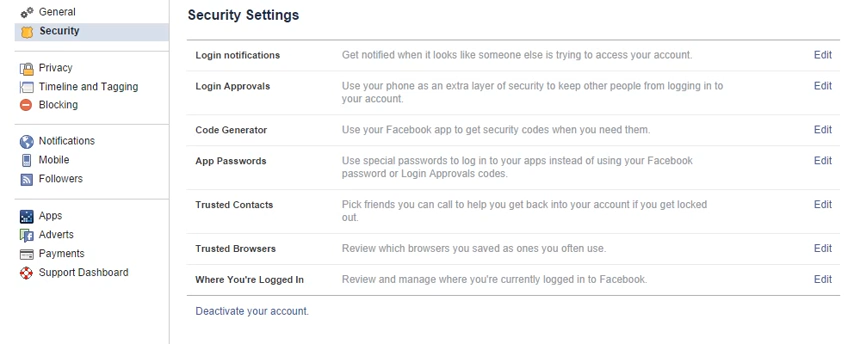 General
Security
Privacy
Timeline and Tagging
Blocking
Notifications
Mobile
Followers
Apps
Adverts
Payments
Support Dashboard
Security Settings
Login notifications Get notified when it looks like someone else is trying to access your account. Edit
Login Approvals Use your phone as an extra layer of security to keep other people from logging in to Edit
your account.
Code Generator Use your Facebook app to get security codes when you need them. Edit
App Passwords Use special passwords to log in to your apps instead of using your Facebook Edit
password or Login Approvals codes.
Trusted Contacts Pick friends you can call to help you get back into your account if you get locked Edit
out.
Trusted Browsers Review which browsers you saved as ones you often use. Edit
Where You're Logged In Review and manage where you're currently logged in to Facebook. Edit
Deactivate your account.